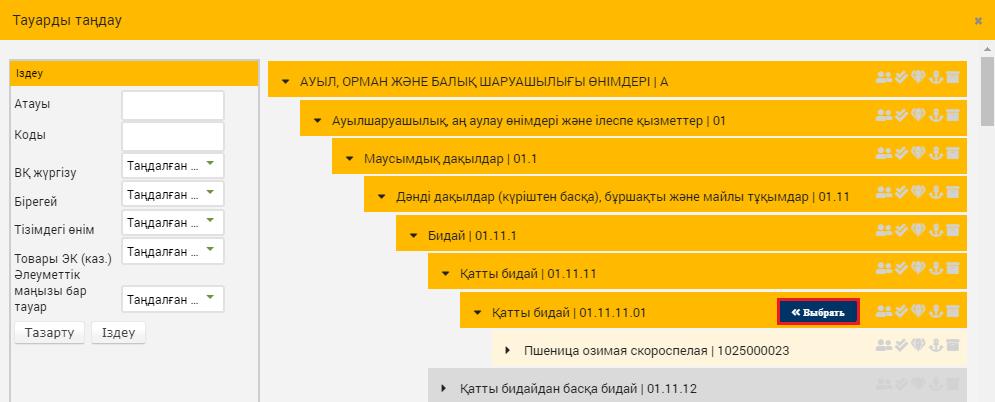 Тауарды таңдау
Іздеу
Атауы
Коды
ВҚ жүргізу
Таңдалған ...
Бірегей
Таңдалған ...
Тізімдегі өнім
Таңдалған ...
Товары ЭК (каз.)
Таңдалған ...
Әлеуметтік
маңызы бар
тауар
Таңдалған ...
Тазарту
Іздеу
АУЫЛ, ОРМАН ЖӘНЕ БАЛЫҚ ШАРУАШЫЛЫҒЫ ӨНІМДЕРІ | A
Ауылшаруашылық, аң аулау өнімдері және ілеспе қызметтер | 01
Маусымдық дақылдар | 01.1
Дәнді дақылдар (күріштен басқа), бұршақты және майлы тұқымдар | 01.11
Бидай | 01.11.1
Қатты бидай | 01.11.11
Қатты бидай | 01.11.11.01
« Выбрать
Пшеница озимая скороспелая | 1025000023
Қатты бидайдан басқа бидай | 01.11.12